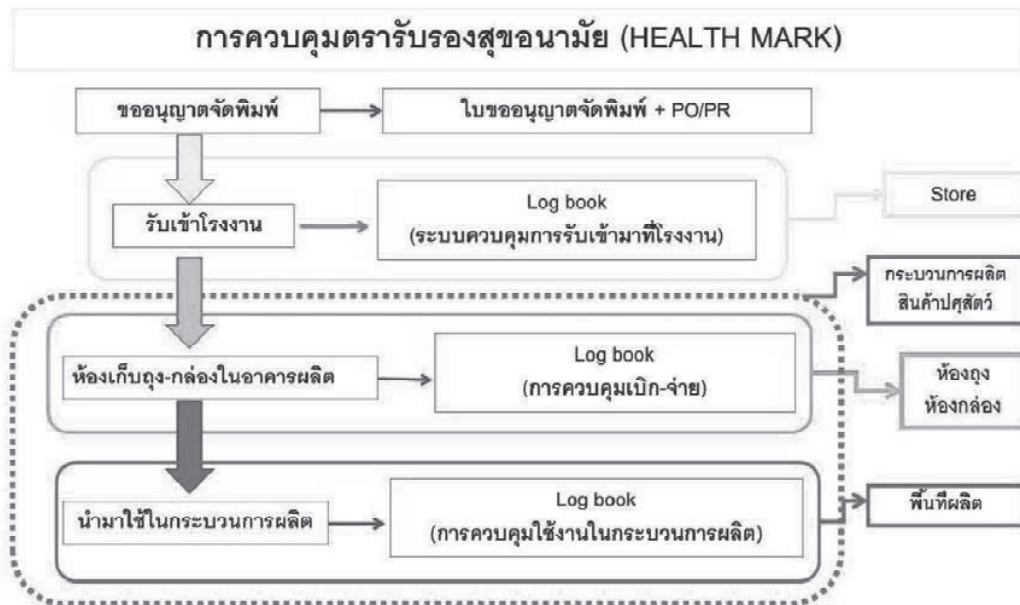 การควบคุมตรารับรองสุขอนามัย (HEALTH MARK)
ขออนุญาตจัดพิมพ์
ใบขออนุญาตจัดพิมพ์ + PO/PR
รับเข้าโรงงาน
Log book
(ระบบควบคุมการรับเข้ามาที่โรงงาน)
Store
กระบวนการผลิต
สินค้าปศุสัตว์
ห้องเก็บถุง-กล่องในอาคารผลิต
Log book
(การควบคุมเบิก-จ่าย)
ห้องถุง
ห้องกล่อง
นำมาใช้ในกระบวนการผลิต
Log book
(การควบคุมใช้งานในกระบวนการผลิต)
พื้นที่ผลิต